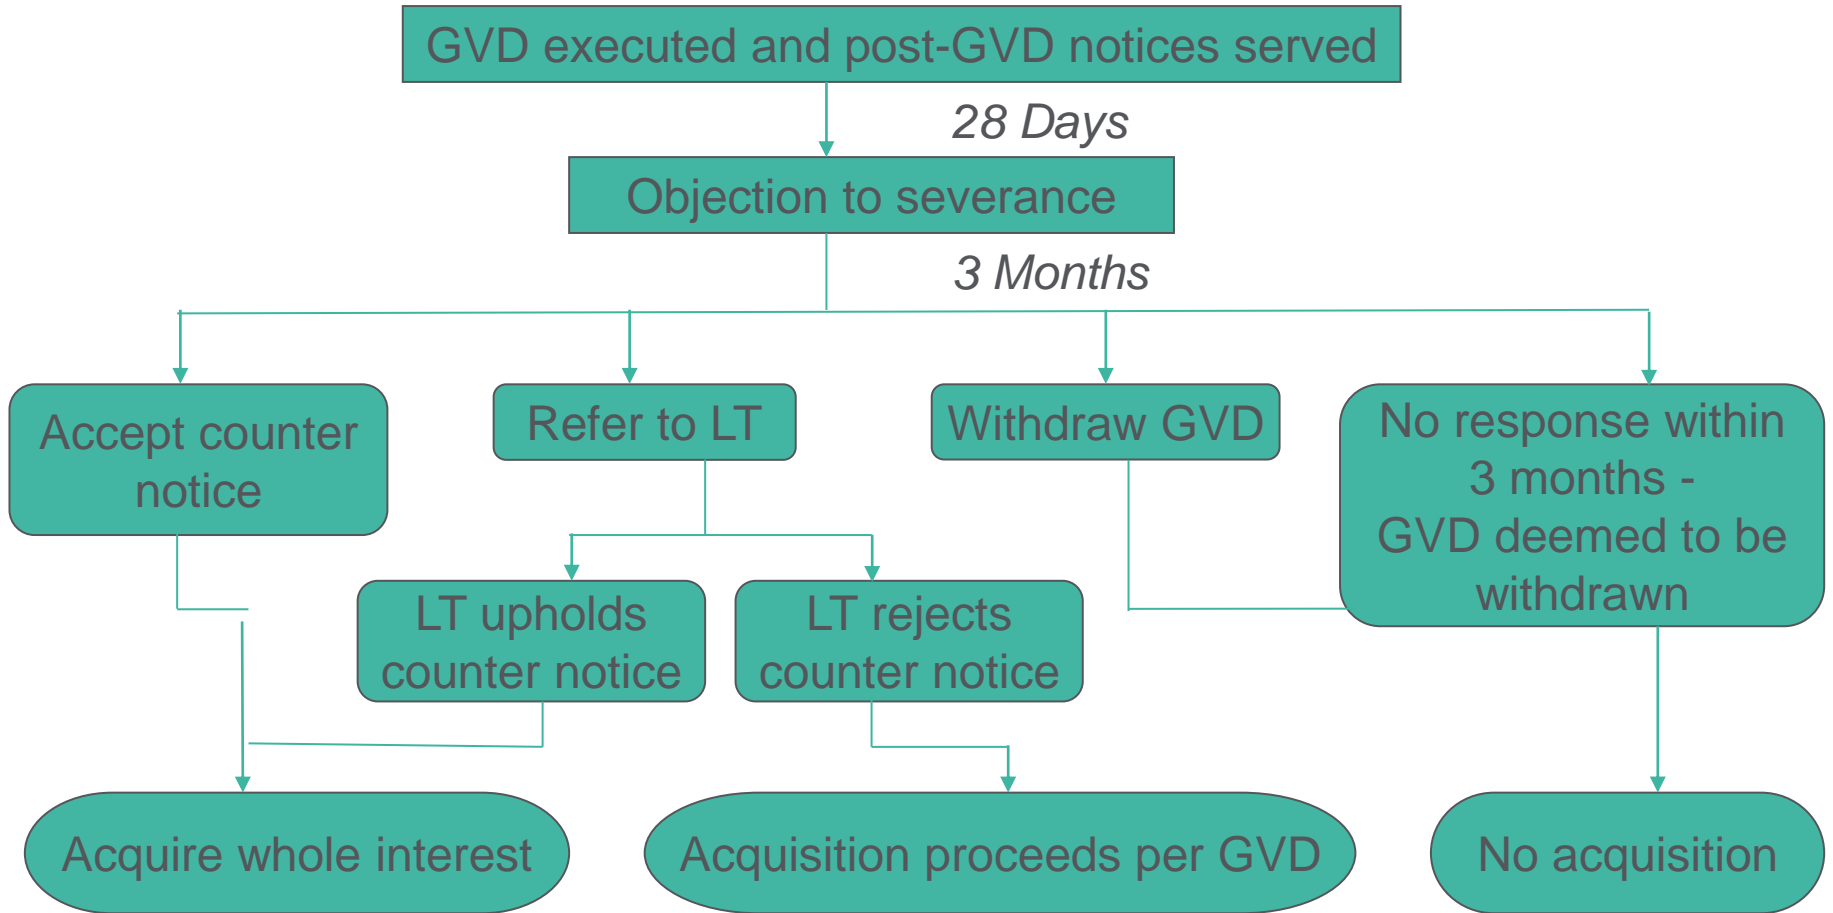 GVD executed and post-GVD notices served
28 Days
Objection to severance
3 Months
Accept counter
notice
Refer to LT
Withdraw GVD
No response within
3 months -
GVD deemed to be
withdrawn
LT upholds
counter notice
LT rejects
counter notice
Acquire whole interest
Acquisition proceeds per GVD
No acquisition